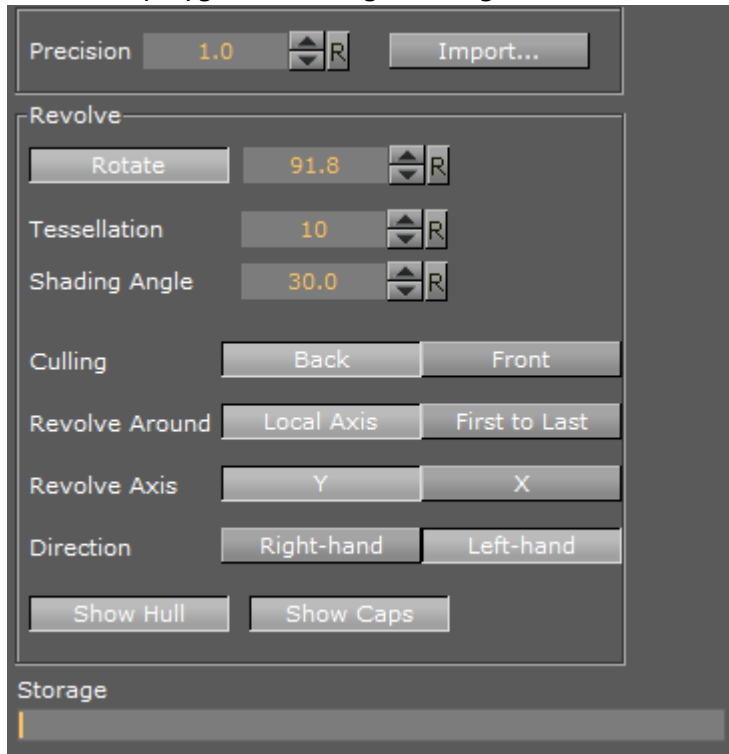 Precision 1.0 R Import...
Revolve
Rotate 91.8 R
Tessellation 10 R
Shading Angle 30.0 R
Culling Back Front
Revolve Around Local Axis First to Last
Revolve Axis Y X
Direction Right-hand Left-hand
Show Hull Show Caps
Storage